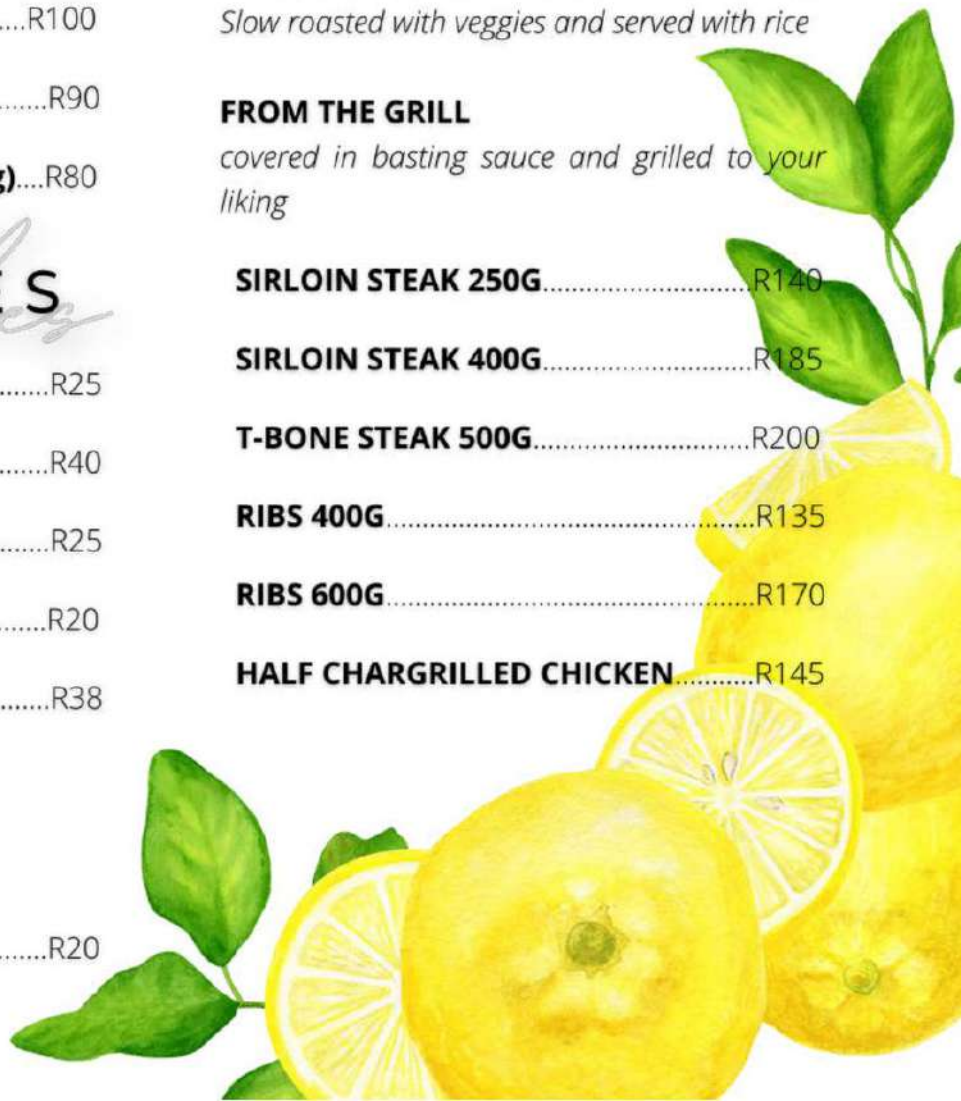 ....R100
.......R90
g)....R80
E S
.......R25
.......R40
.......R25
.......R20
.......R38
.......R20
Slow roasted with veggies and served with rice
FROM THE GRILL
covered in basting sauce and grilled to your
liking
SIRLOIN STEAK 250G..............................R140
SIRLOIN STEAK 400G..............................R185
T-BONE STEAK 500G...............................R200
RIBS 400G.....................................................R135
RIBS 600G.....................................................R170
HALF CHARGRILLED CHICKEN...........R145